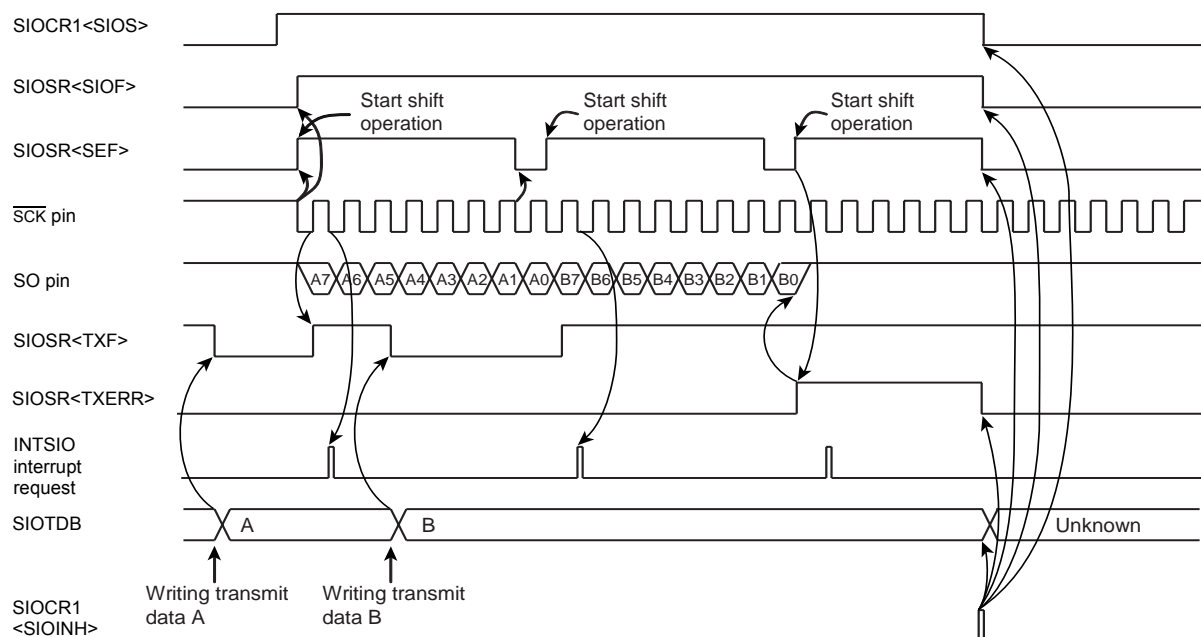 SIOCR1<SIOS>
SIOSR<SIOF>
Start shift
operation
Start shift
operation
Start shift
operation
SIOSR<SEF>
SCK pin
SO pin
A7 A6 A5 A4 A3 A2 A1 A0 B7 B6 B5 B4 B3 B2 B1 B0
SIOSR<TXF>
SIOSR<TXERR>
INTSIO
interrupt
request
SIOTDB
A
B
Unknown
Writing transmit
data A
Writing transmit
data B
SIOCR1
<SIOINH>